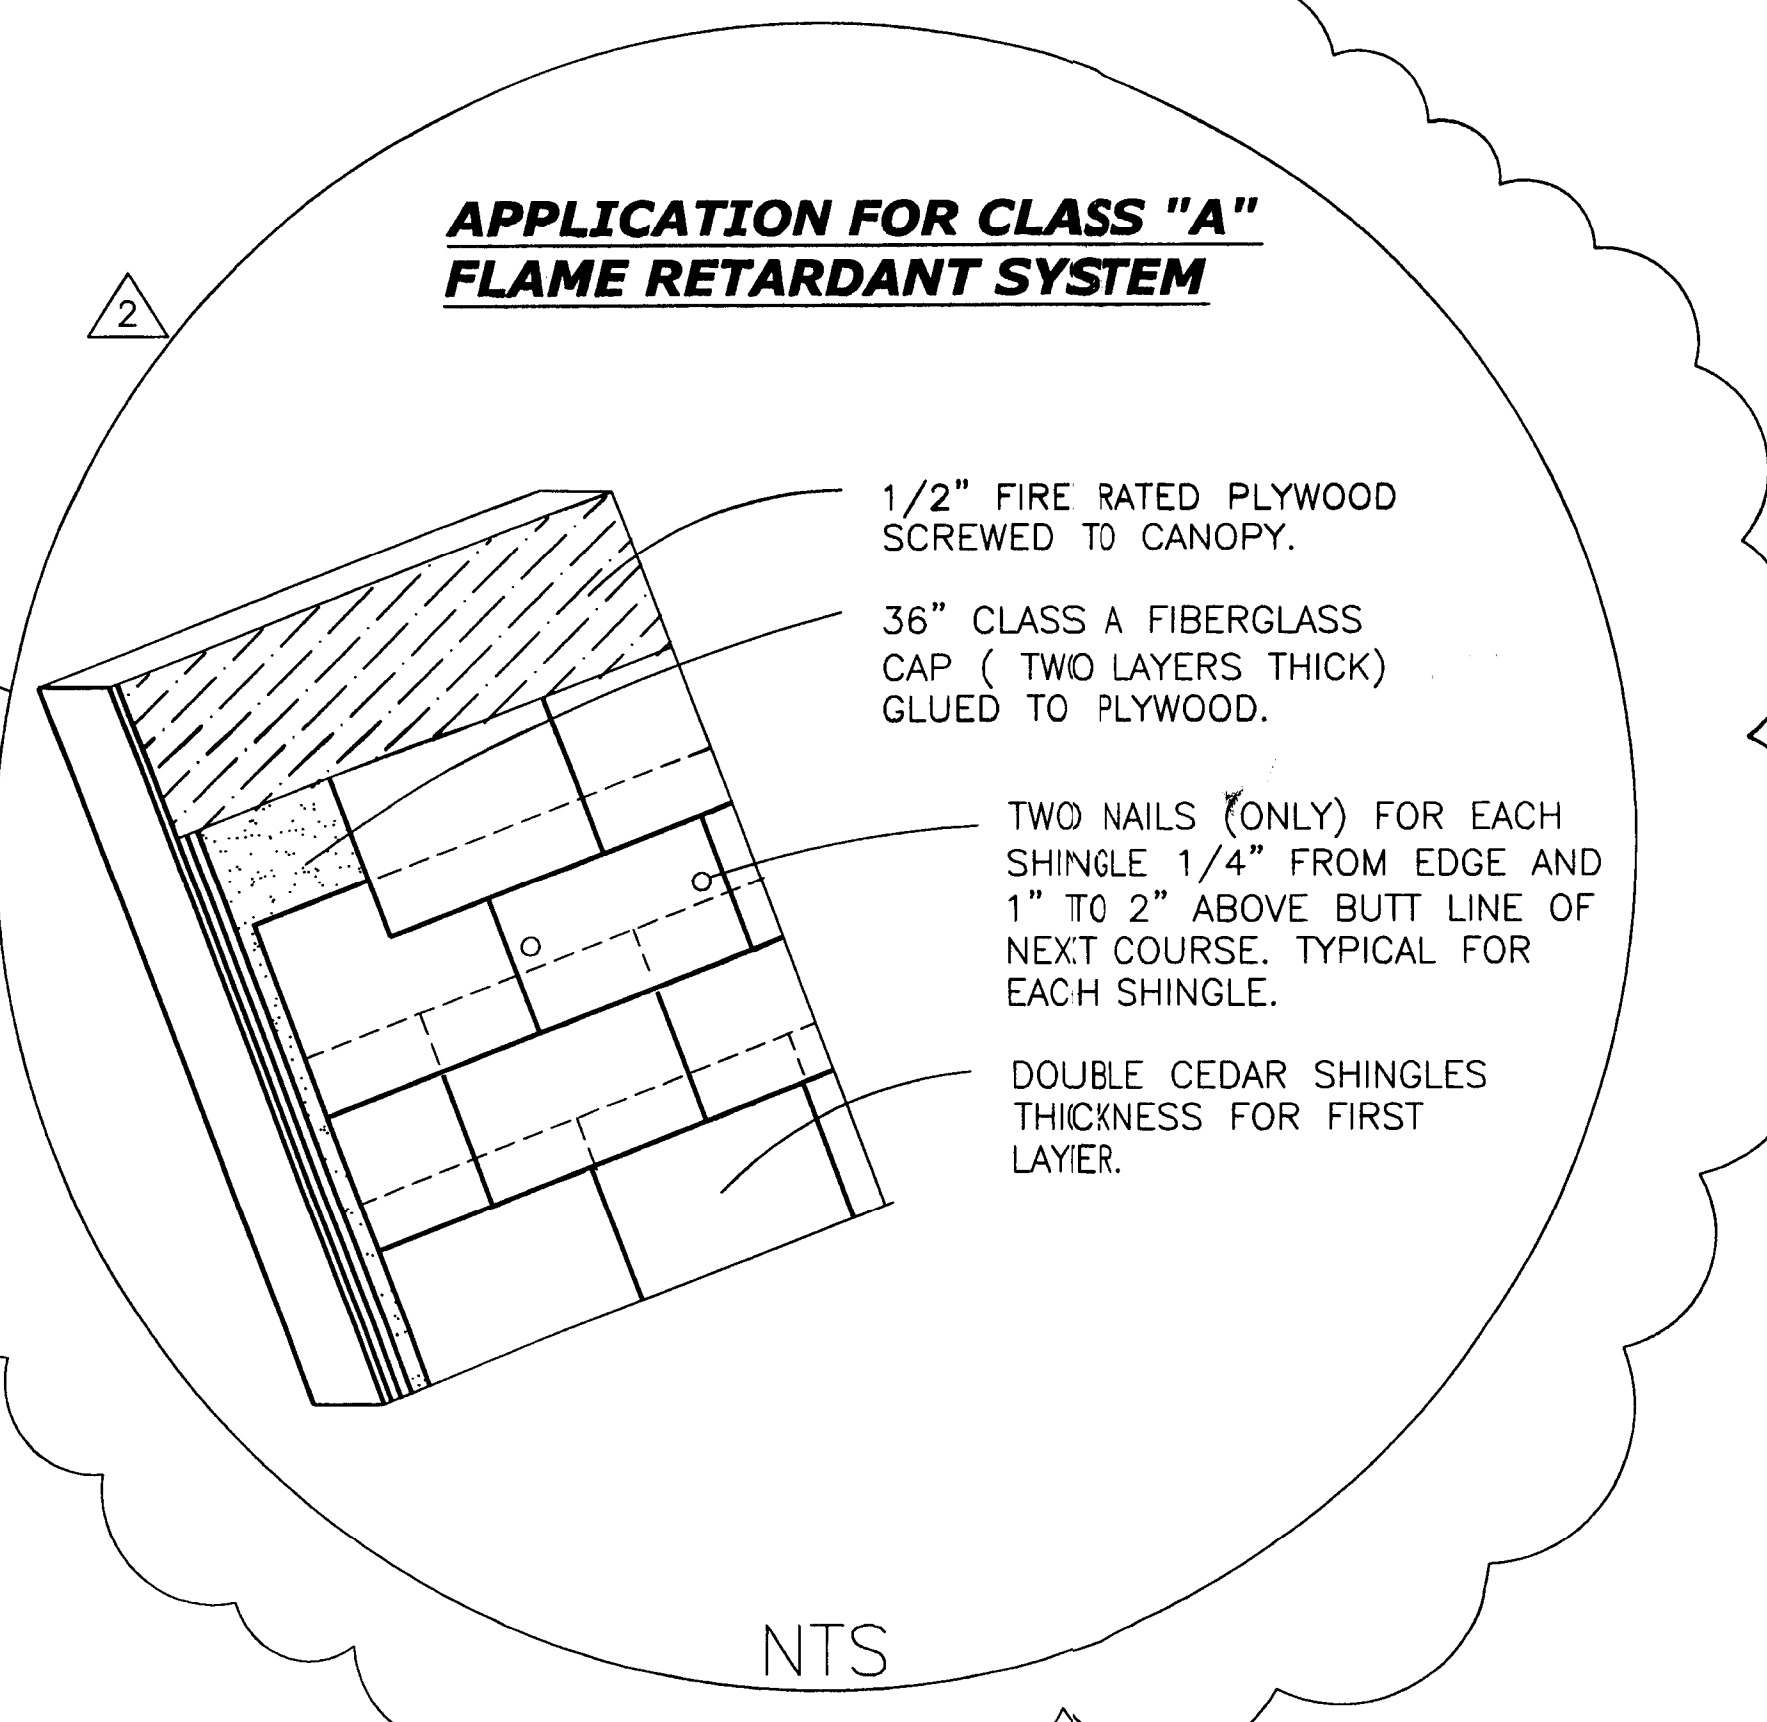 APPLICATION FOR CLASS "A"
FLAME RETARDANT SYSTEM
2
1/2" FIRE RATED PLYWOOD
SCREWED TO CANOPY.
36" CLASS A FIBERGLASS
CAP ( TWO LAYERS THICK)
GLUED TO PLYWOOD.
TWO NAILS (ONLY) FOR EACH
SHINGLE 1/4" FROM EDGE AND
1" TO 2" ABOVE BUTT LINE OF
NEXT COURSE. TYPICAL FOR
EACH SHINGLE.
DOUBLE CEDAR SHINGLES
THICKNESS FOR FIRST
LAYER.
NTS